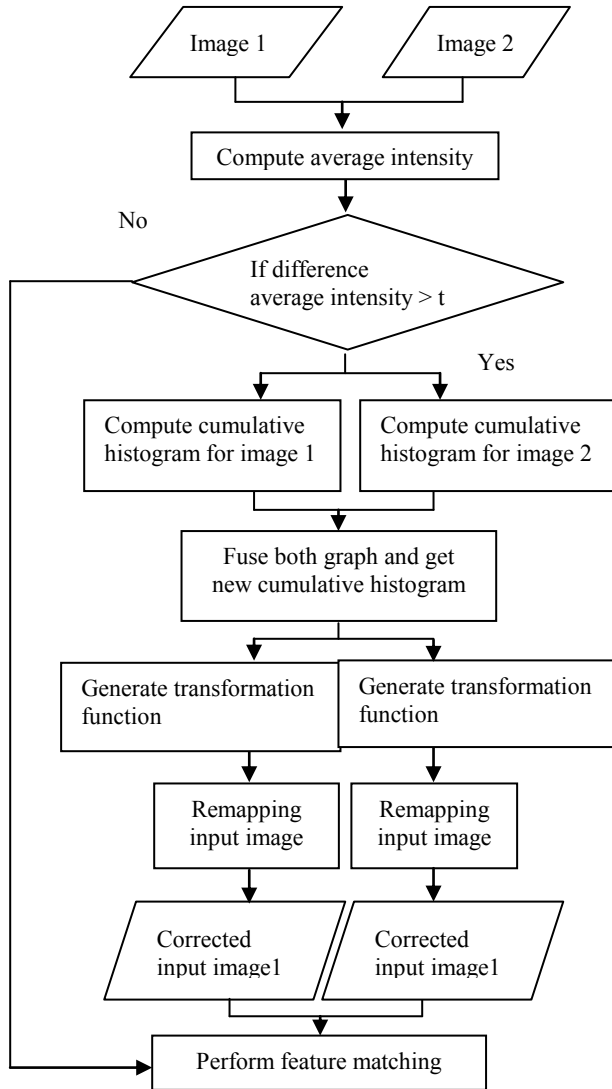 Image 1
Image 2
Compute average intensity
No
If difference
average intensity > t
Yes
Compute cumulative
histogram for image 1
Compute cumulative
histogram for image 2
Fuse both graph and get
new cumulative histogram
Generate transformation
function
Generate transformation
function
Remapping
input image
Remapping
input image
Corrected
input image1
Corrected
input image1
Perform feature matching